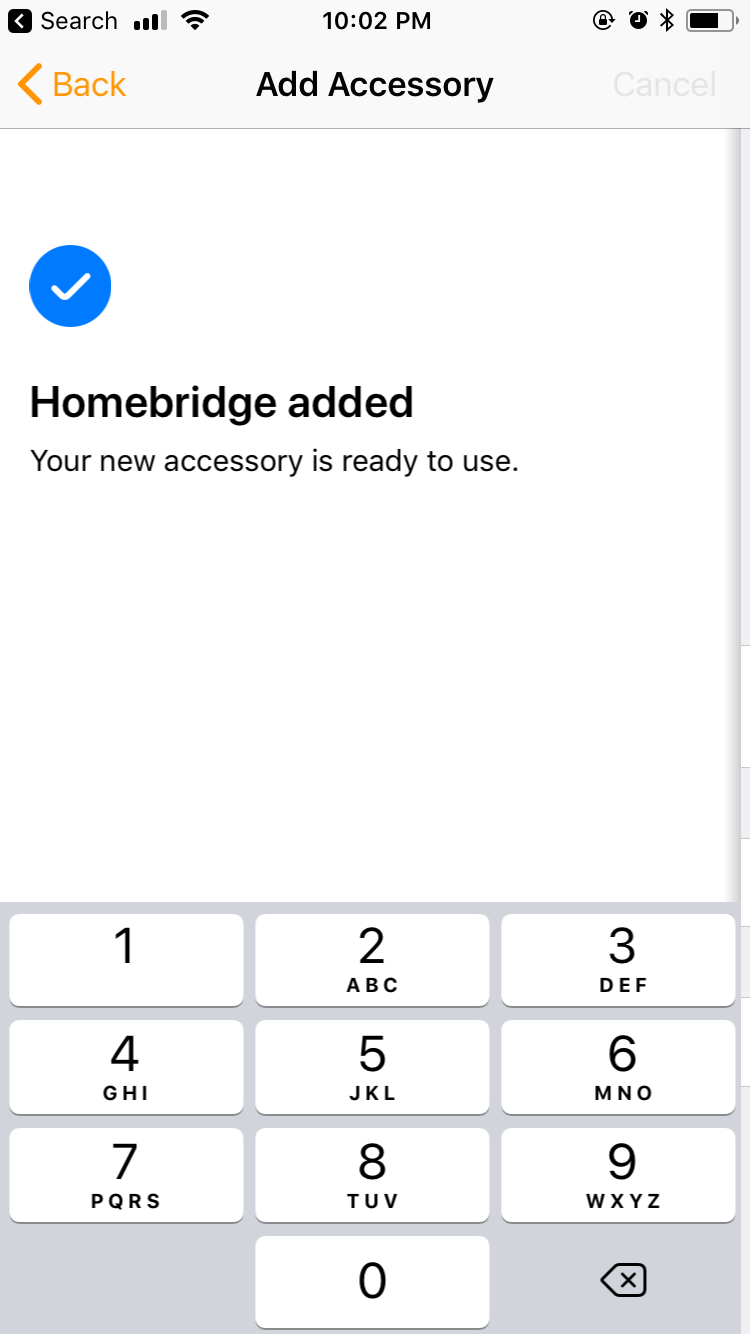 Search 10:02 PM
Back Add Accessory Cancel
Homebridge added
Your new accessory is ready to use.
1 2 3
ABC DEF
4 5 6
GHI JKL MNO
7 8 9
PQRS TUV WXYZ
0